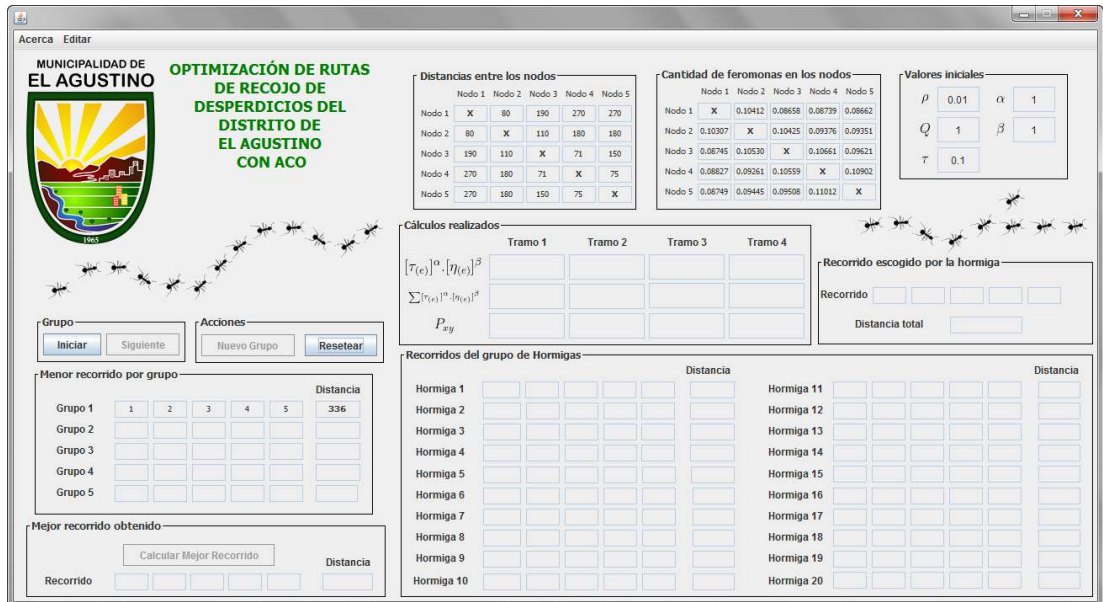 Acerca Editar
MUNICIPALIDAD DE
EL AGUSTINO
1965
OPTIMIZACIÓN DE RUTAS
DE RECOJO DE
DESPERDICIOS DEL
DISTRITO DE
EL AGUSTINO
CON ACO
Distancias entre los nodos
Nodo 1 Nodo 2 Nodo 3 Nodo 4 Nodo 5
Nodo 1 X 80 190 270 270
Nodo 2 80 X 110 180 180
Nodo 3 190 110 X 71 150
Nodo 4 270 180 71 X 75
Nodo 5 270 180 150 75 X
Cantidad de feromonas en los nodos
Nodo 1 Nodo 2 Nodo 3 Nodo 4 Nodo 5
Nodo 1 X 0.10412 0.08658 0.08739 0.08662
Nodo 2 0.10307 X 0.10425 0.09376 0.09351
Nodo 3 0.08745 0.10530 X 0.10661 0.09621
Nodo 4 0.08827 0.09261 0.10559 X 0.10902
Nodo 5 0.08749 0.09445 0.09508 0.11012 X
Valores iniciales
ρ 0.01 α 1
Q 1 β 1
τ 0.1
Cálculos realizados
Tramo 1 Tramo 2 Tramo 3 Tramo 4
[τ(e)]^α.[η(e)]^β
∑[τ(e)]^α.[η(e)]^β
P_xy
Recorrido escogido por la hormiga
Recorrido
Distancia total
Grupo
Iniciar Siguiente
Acciones
Nuevo Grupo Resetear
Menor recorrido por grupo
Distancia
Grupo 1 1 2 3 4 5 336
Grupo 2
Grupo 3
Grupo 4
Grupo 5
Mejor recorrido obtenido
Calcular Mejor Recorrido
Distancia
Recorrido
Recorridos del grupo de Hormigas
Distancia Distancia
Hormiga 1 Hormiga 11
Hormiga 2 Hormiga 12
Hormiga 3 Hormiga 13
Hormiga 4 Hormiga 14
Hormiga 5 Hormiga 15
Hormiga 6 Hormiga 16
Hormiga 7 Hormiga 17
Hormiga 8 Hormiga 18
Hormiga 9 Hormiga 19
Hormiga 10 Hormiga 20